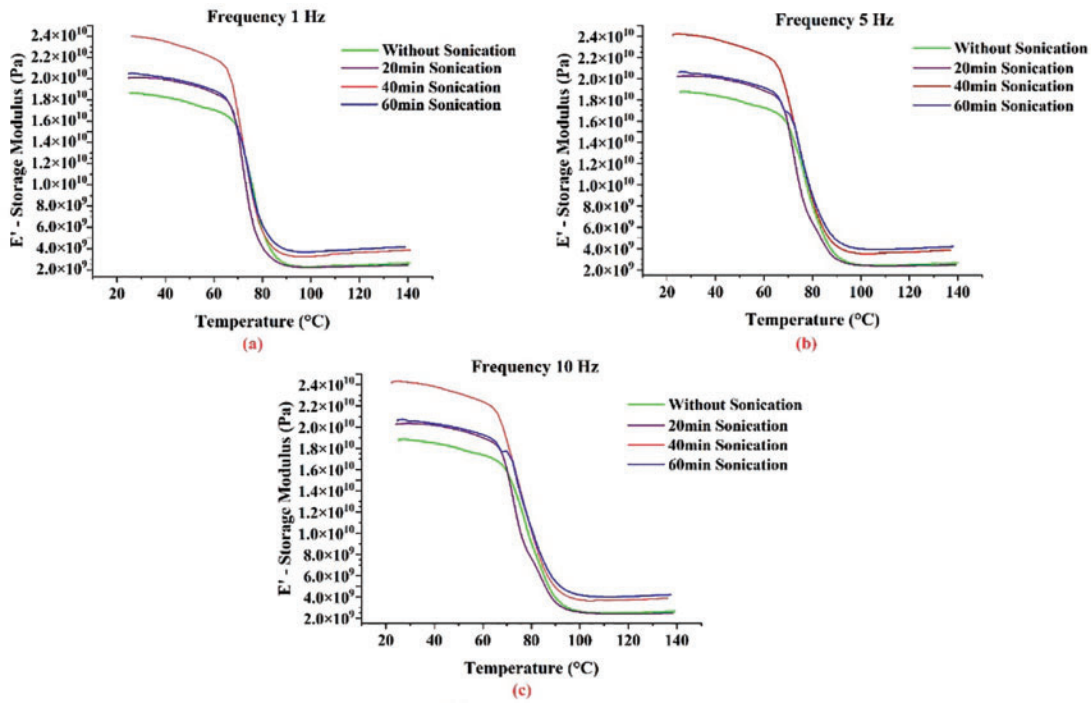 Frequency 1 Hz
E' - Storage Modulus (Pa)
2.4×10¹⁰
2.2×10¹⁰
2.0×10¹⁰
1.8×10¹⁰
1.6×10¹⁰
1.4×10¹⁰
1.2×10¹⁰
1.0×10¹⁰
8.0×10⁹
6.0×10⁹
4.0×10⁹
2.0×10⁹
Without Sonication
20min Sonication
40min Sonication
60min Sonication
20 40 60 80 100 120 140
Temperature (°C)
(a)
Frequency 5 Hz
E' - Storage Modulus (Pa)
2.4×10¹⁰
2.2×10¹⁰
2.0×10¹⁰
1.8×10¹⁰
1.6×10¹⁰
1.4×10¹⁰
1.2×10¹⁰
1.0×10¹⁰
8.0×10⁹
6.0×10⁹
4.0×10⁹
2.0×10⁹
Without Sonication
20min Sonication
40min Sonication
60min Sonication
20 40 60 80 100 120 140
Temperature (°C)
(b)
Frequency 10 Hz
E' - Storage Modulus (Pa)
2.4×10¹⁰
2.2×10¹⁰
2.0×10¹⁰
1.8×10¹⁰
1.6×10¹⁰
1.4×10¹⁰
1.2×10¹⁰
1.0×10¹⁰
8.0×10⁹
6.0×10⁹
4.0×10⁹
2.0×10⁹
Without Sonication
20min Sonication
40min Sonication
60min Sonication
20 40 60 80 100 120 140
Temperature (°C)
(c)